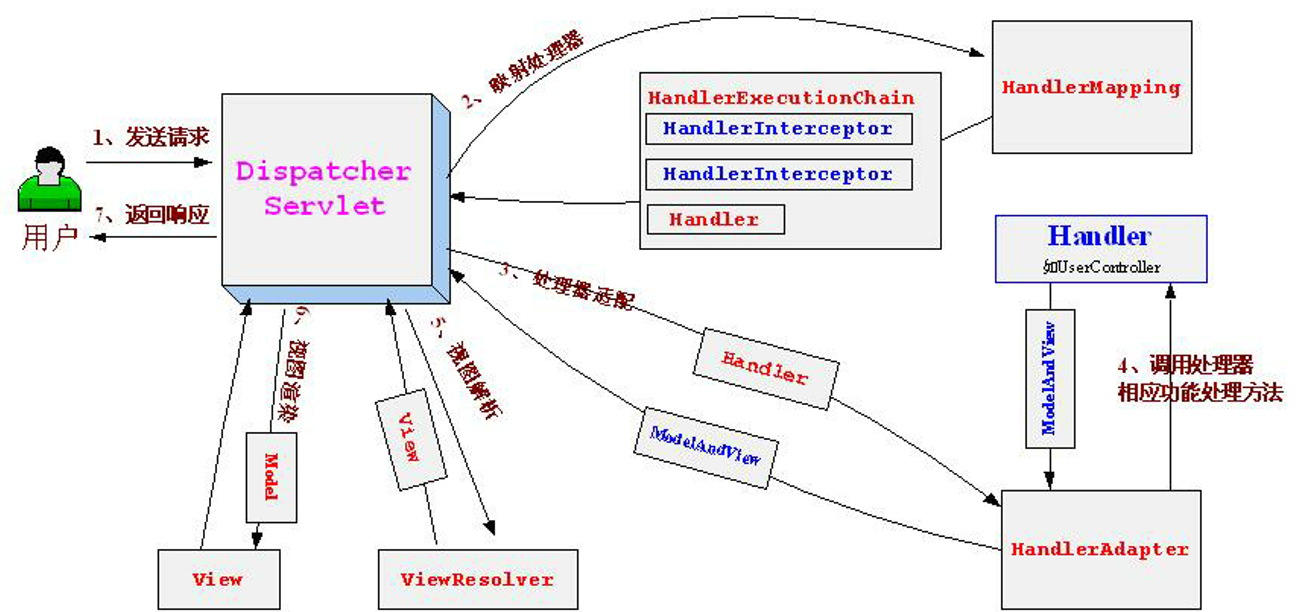 2、映射处理器
HandlerMapping
HandlerExecutionChain
HandlerInterceptor
HandlerInterceptor
Handler
1、发送请求
Dispatcher
Servlet
7、返回响应
用户
Handler
如UserController
3、处理器适配
Handler
ModelAndView
ModelAndView
4、调用处理器
相应功能处理方法
HandlerAdapter
5、视图解析
View
ViewResolver
6、视图渲染
Model
View